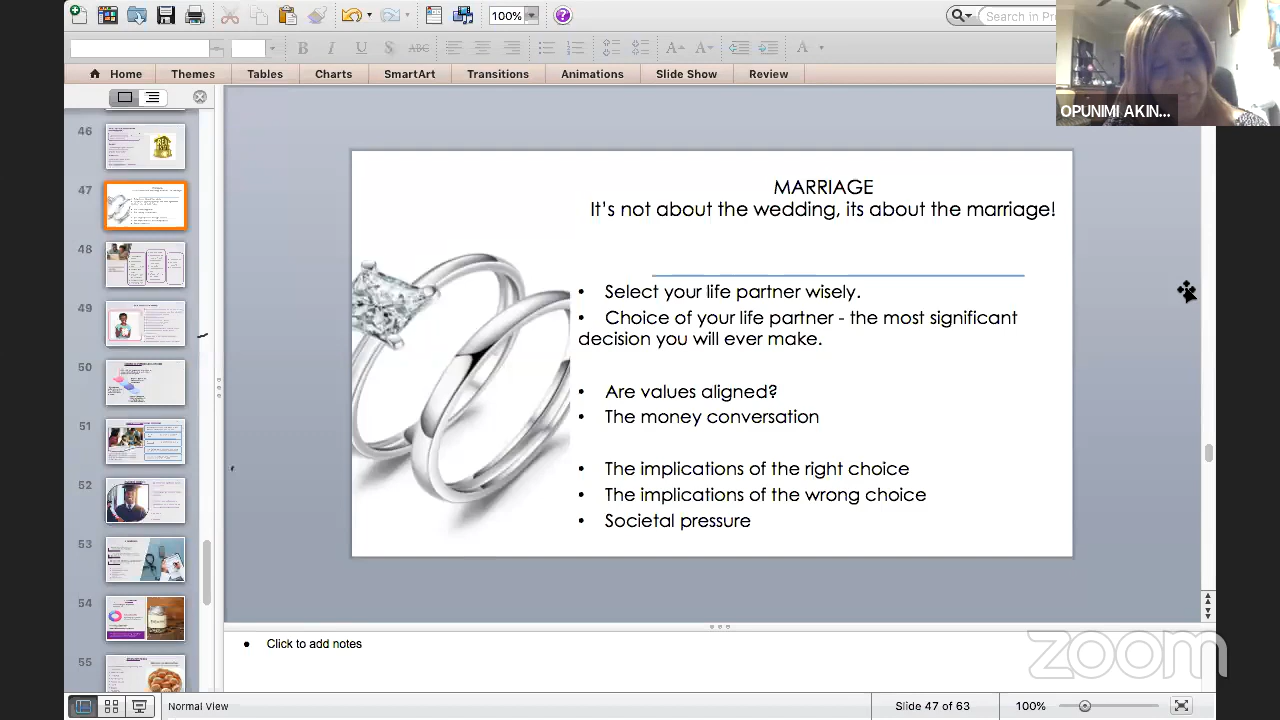 100%
Search in Pr
OPUNIMI AKIN...
B I U S ABC
A A A
Home Themes Tables Charts SmartArt Transitions Animations Slide Show Review
46
47
48
49
50
51
52
53
54
55
MARRIAGE
It's not about the wedding, it's about the marriage!
• Select your life partner wisely,
• Choice of your life partner - the most significant
decision you will ever make.
• Are values aligned?
• The money conversation
• The implications of the right choice
• The implications of the wrong choice
• Societal pressure
• Click to add notes
zoom
Normal View
Slide 47 of 63
100%